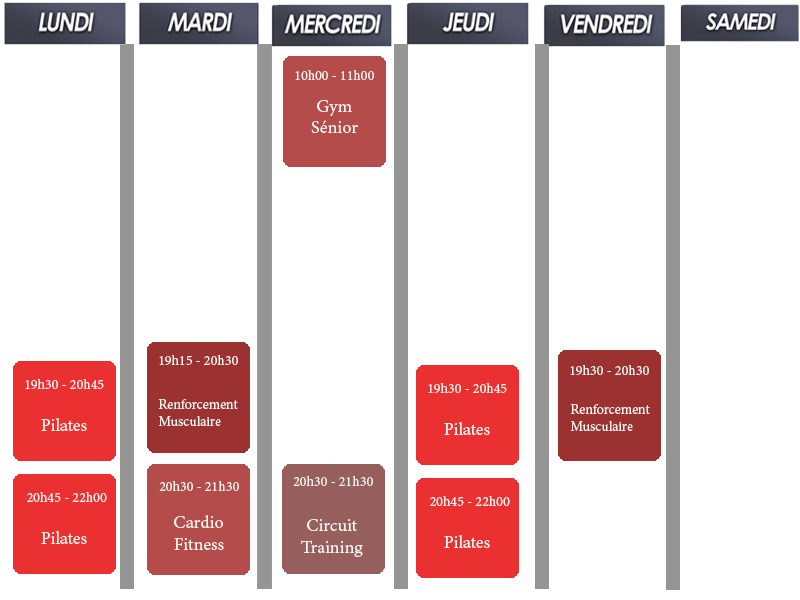 LUNDI
MARDI
MERCREDI
JEUDI
VENDREDI
SAMEDI
10h00 - 11h00
Gym
Sénior
19h15 - 20h30
Renforcement
Musculaire
19h30 - 20h45
Pilates
19h30 - 20h45
Pilates
19h30 - 20h30
Renforcement
Musculaire
20h45 - 22h00
Pilates
20h30 - 21h30
Cardio
Fitness
20h30 - 21h30
Circuit
Training
20h45 - 22h00
Pilates